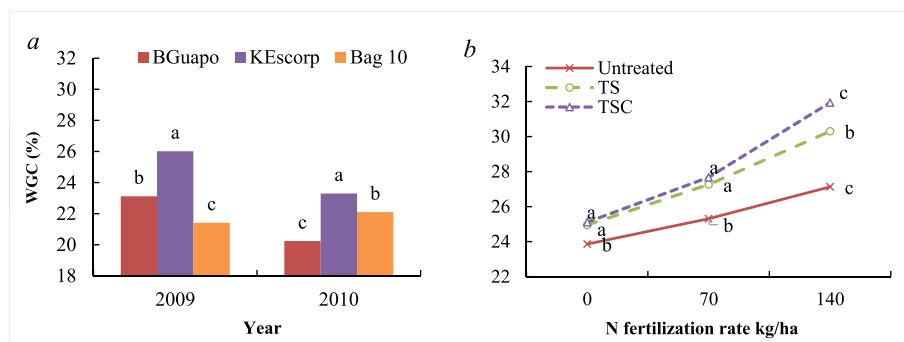 a
BGuapo KEscorp Bag 10
WGC (%)
32
30
28
26
24
22
20
18
b a c
c a b
2009 2010
Year
b
Untreated
TS
TSC
34
32
30
28
26
24
22
a
a
b
a
a
b
c
b
c
0 70 140
N fertilization rate kg/ha